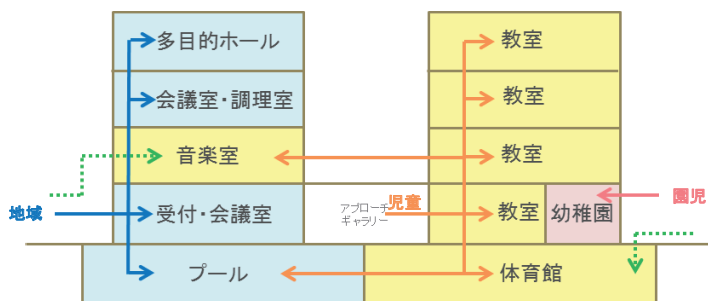 多目的ホール
教室
会議室・調理室
教室
音楽室
教室
地域
受付・会議室
アプローチ
ギャラリー
児童
教室
幼稚園
園児
プール
体育館